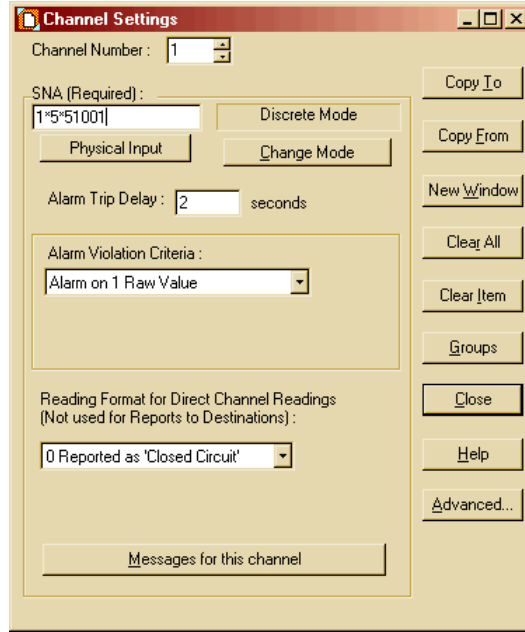 Channel Settings
Channel Number : 1
Copy To
SNA (Required) :
1*5*51001
Discrete Mode
Copy From
Physical Input
Change Mode
New Window
Alarm Trip Delay : 2 seconds
Clear All
Alarm Violation Criteria :
Alarm on 1 Raw Value
Clear Item
Groups
Reading Format for Direct Channel Readings
(Not used for Reports to Destinations) :
Close
0 Reported as 'Closed Circuit'
Help
Advanced...
Messages for this channel